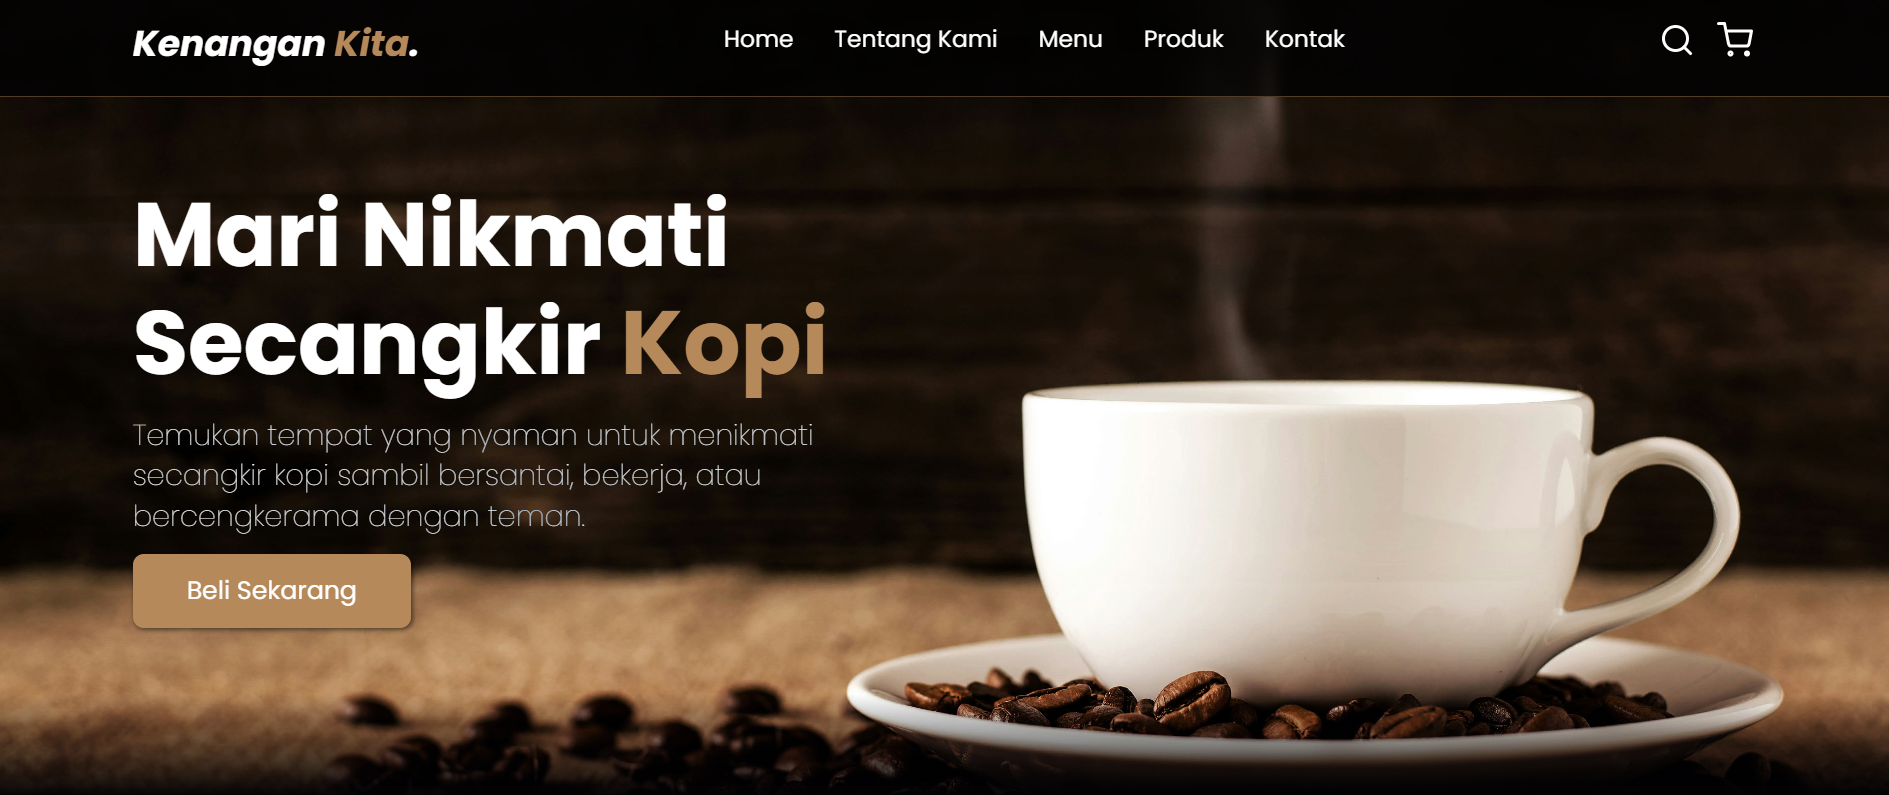 Kenangan Kita.
Home Tentang Kami Menu Produk Kontak
Mari Nikmati
Secangkir Kopi
Temukan tempat yang nyaman untuk menikmati
secangkir kopi sambil bersantai, bekerja, atau
bercengkerama dengan teman.
Beli Sekarang